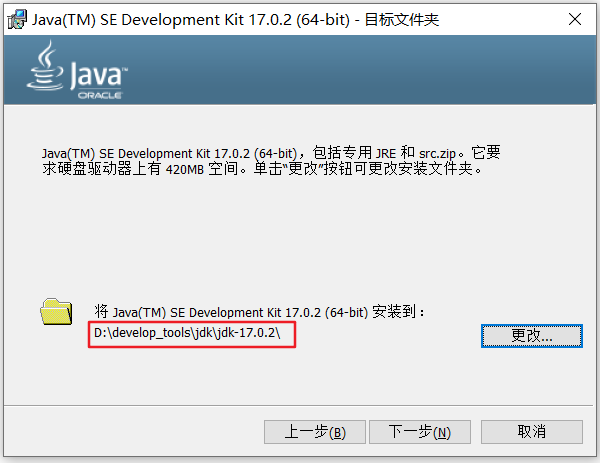 Java(TM) SE Development Kit 17.0.2 (64-bit) - 目标文件夹
Java™
ORACLE
Java(TM) SE Development Kit 17.0.2 (64-bit)，包括专用 JRE 和 src.zip。它要
求硬盘驱动器上有 420MB 空间。单击“更改”按钮可更改安装文件夹。
将 Java(TM) SE Development Kit 17.0.2 (64-bit) 安装到：
D:\develop_tools\jdk\jdk-17.0.2\
更改...
上一步(B)
下一步(N)
取消